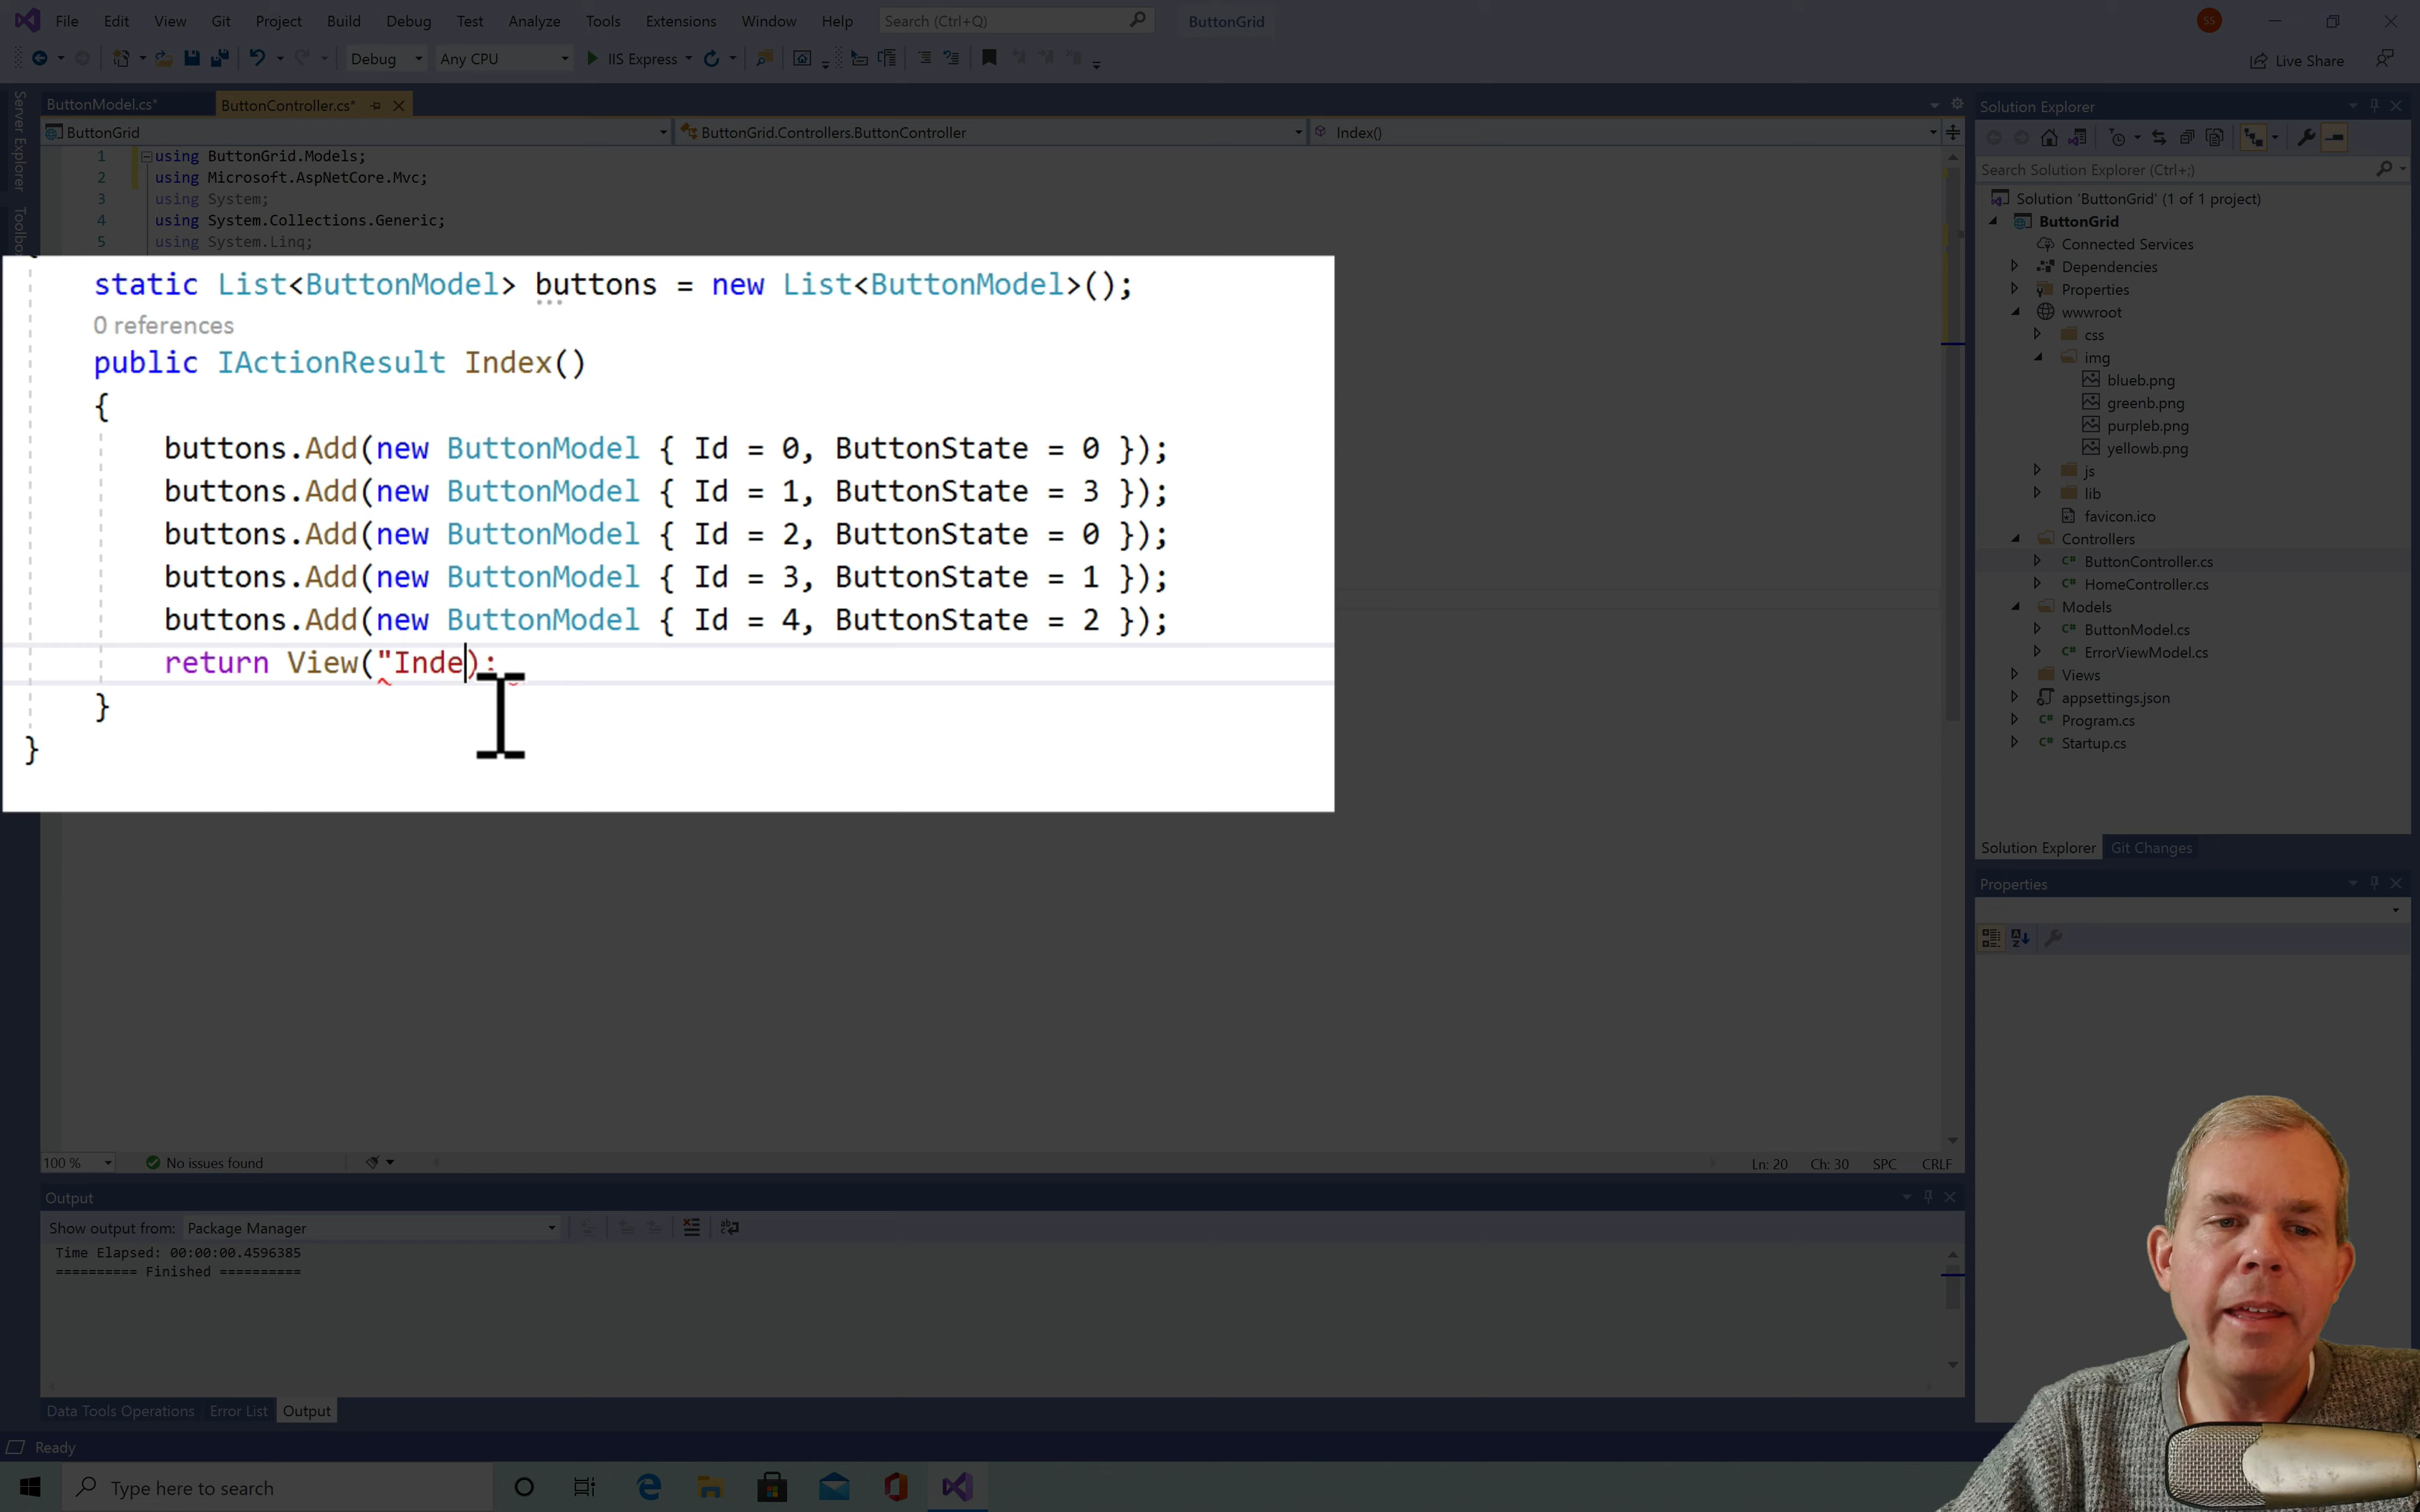 File Edit View Git Project Build Debug Test Analyze Tools Extensions Window Help Search (Ctrl+Q) ButtonGrid SS
Debug Any CPU IIS Express Live Share
Server Explorer
Toolbo
ButtonModel.cs* ButtonController.cs*
ButtonGrid ButtonGrid.Controllers.ButtonController Index()
1 using ButtonGrid.Models;
2 using Microsoft.AspNetCore.Mvc;
3 using System;
4 using System.Collections.Generic;
5 using System.Linq;
static List<ButtonModel> buttons = new List<ButtonModel>();
0 references
public IActionResult Index()
{
buttons.Add(new ButtonModel { Id = 0, ButtonState = 0 });
buttons.Add(new ButtonModel { Id = 1, ButtonState = 3 });
buttons.Add(new ButtonModel { Id = 2, ButtonState = 0 });
buttons.Add(new ButtonModel { Id = 3, ButtonState = 1 });
buttons.Add(new ButtonModel { Id = 4, ButtonState = 2 });
return View("Inde);
}
}
100 % No issues found Ln: 20 Ch: 30 SPC CRLF
Output
Show output from: Package Manager
Time Elapsed: 00:00:00.4596385
========== Finished ==========
Data Tools Operations Error List Output
Ready
Type here to search
Solution Explorer
Search Solution Explorer (Ctrl+;)
Solution 'ButtonGrid' (1 of 1 project)
ButtonGrid
Connected Services
Dependencies
Properties
wwwroot
css
img
blueb.png
greenb.png
purpleb.png
yellowb.png
js
lib
favicon.ico
Controllers
C# ButtonController.cs
C# HomeController.cs
Models
C# ButtonModel.cs
C# ErrorViewModel.cs
Views
appsettings.json
C# Program.cs
C# Startup.cs
Solution Explorer Git Changes
Properties